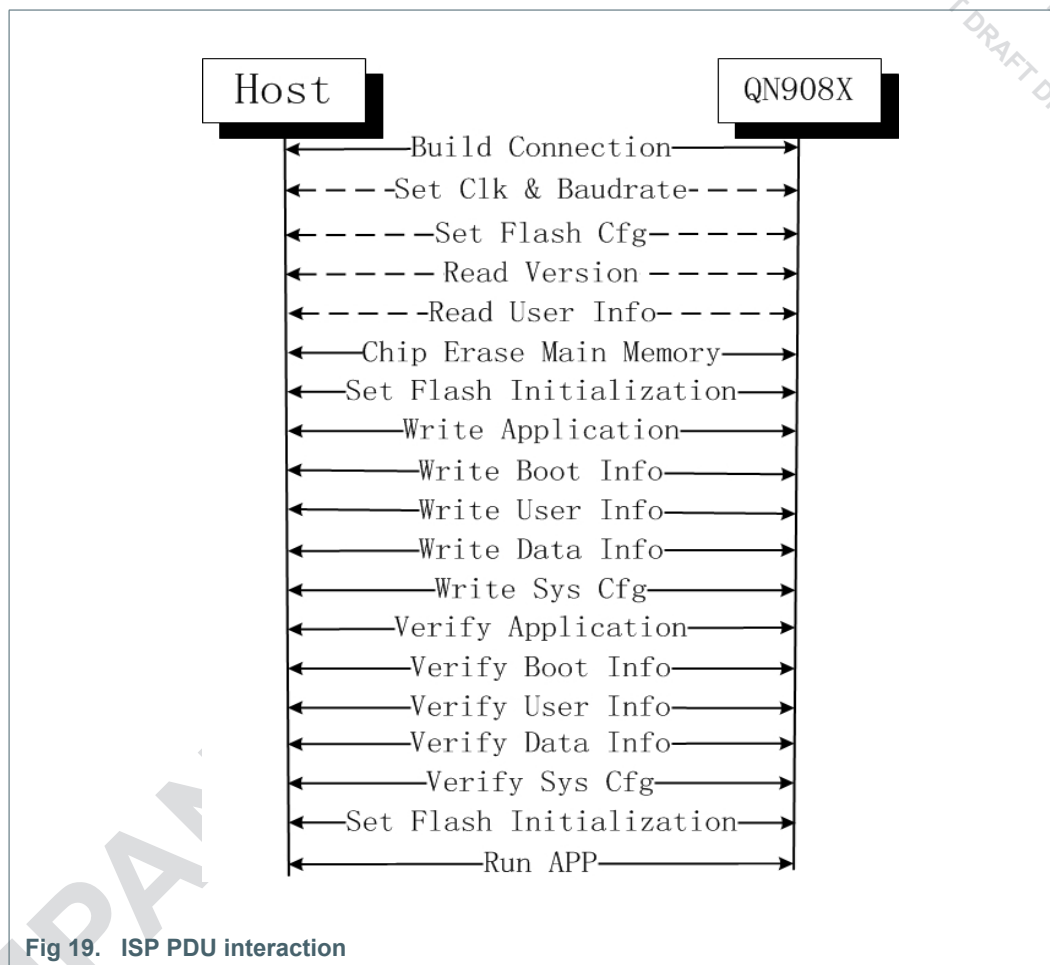 Host
QN908X
Build Connection
Set Clk & Baudrate
Set Flash Cfg
Read Version
Read User Info
Chip Erase Main Memory
Set Flash Initialization
Write Application
Write Boot Info
Write User Info
Write Data Info
Write Sys Cfg
Verify Application
Verify Boot Info
Verify User Info
Verify Data Info
Verify Sys Cfg
Set Flash Initialization
Run APP
Fig 19. ISP PDU interaction